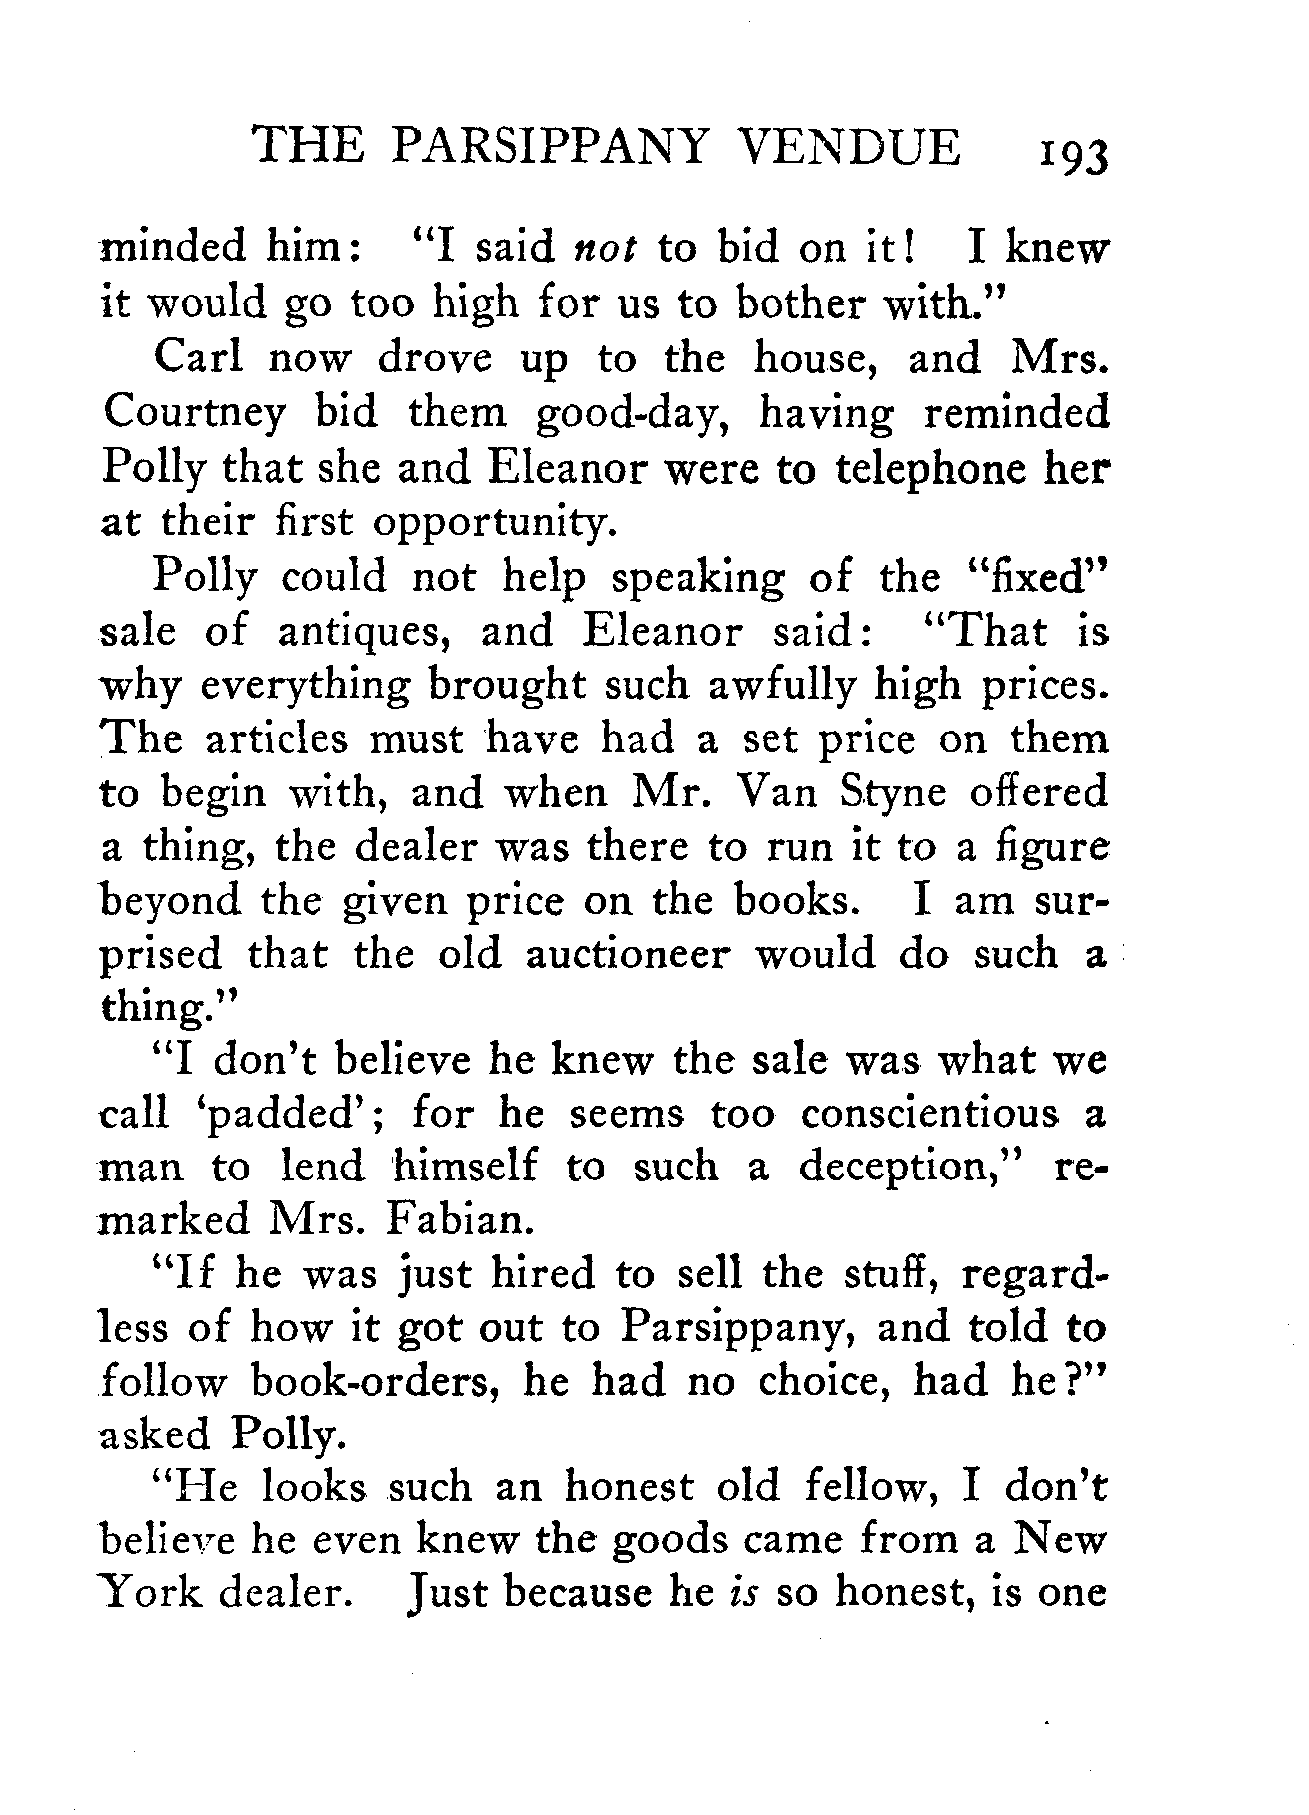 THE PARSIPPANY VENDUE 193
minded him: "I said not to bid on it! I knew
it would go too high for us to bother with."
Carl now drove up to the house, and Mrs.
Courtney bid them good-day, having reminded
Polly that she and Eleanor were to telephone her
at their first opportunity.
Polly could not help speaking of the "fixed"
sale of antiques, and Eleanor said: "That is
why everything brought such awfully high prices.
The articles must have had a set price on them
to begin with, and when Mr. Van Styne offered
a thing, the dealer was there to run it to a figure
beyond the given price on the books. I am sur-
prised that the old auctioneer would do such a
thing."
"I don't believe he knew the sale was what we
call 'padded'; for he seems too conscientious a
man to lend himself to such a deception," re-
marked Mrs. Fabian.
"If he was just hired to sell the stuff, regard-
less of how it got out to Parsippany, and told to
follow book-orders, he had no choice, had he?"
asked Polly.
"He looks such an honest old fellow, I don't
believe he even knew the goods came from a New
York dealer. Just because he is so honest, is one